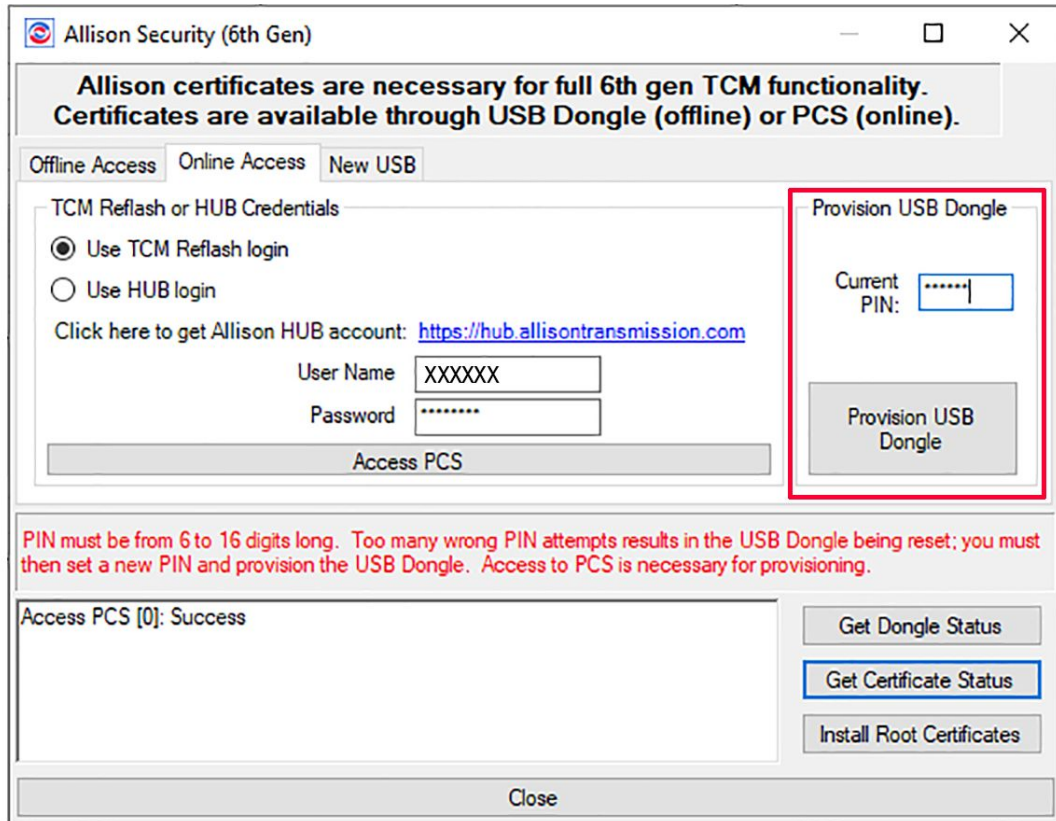 Allison Security (6th Gen)
Allison certificates are necessary for full 6th gen TCM functionality.
Certificates are available through USB Dongle (offline) or PCS (online).
Offline Access
Online Access
New USB
TCM Reflash or HUB Credentials
Use TCM Reflash login
Use HUB login
Click here to get Allison HUB account: https://hub.allisontransmission.com
User Name XXXXXX
Password ********
Access PCS
Provision USB Dongle
Current
PIN: ******
Provision USB
Dongle
PIN must be from 6 to 16 digits long. Too many wrong PIN attempts results in the USB Dongle being reset; you must
then set a new PIN and provision the USB Dongle. Access to PCS is necessary for provisioning.
Access PCS [0]: Success
Get Dongle Status
Get Certificate Status
Install Root Certificates
Close